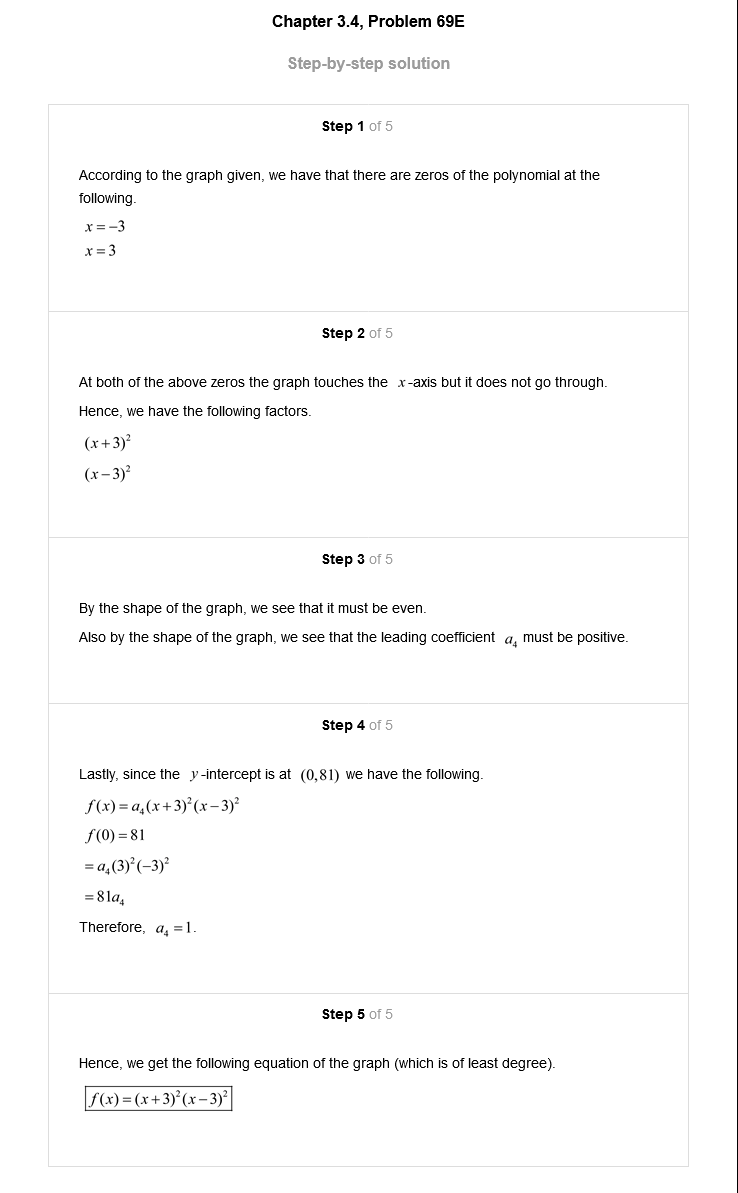 Chapter 3.4, Problem 69E
Step-by-step solution
Step 1 of 5
According to the graph given, we have that there are zeros of the polynomial at the
following.
x = −3
x = 3
Step 2 of 5
At both of the above zeros the graph touches the x-axis but it does not go through.
Hence, we have the following factors.
(x+3)²
(x−3)²
Step 3 of 5
By the shape of the graph, we see that it must be even.
Also by the shape of the graph, we see that the leading coefficient a₄ must be positive.
Step 4 of 5
Lastly, since the y-intercept is at (0,81) we have the following.
f(x) = a₄(x+3)²(x−3)²
f(0) = 81
= a₄(3)²(−3)²
= 81a₄
Therefore, a₄ = 1.
Step 5 of 5
Hence, we get the following equation of the graph (which is of least degree).
f(x) = (x+3)²(x−3)²